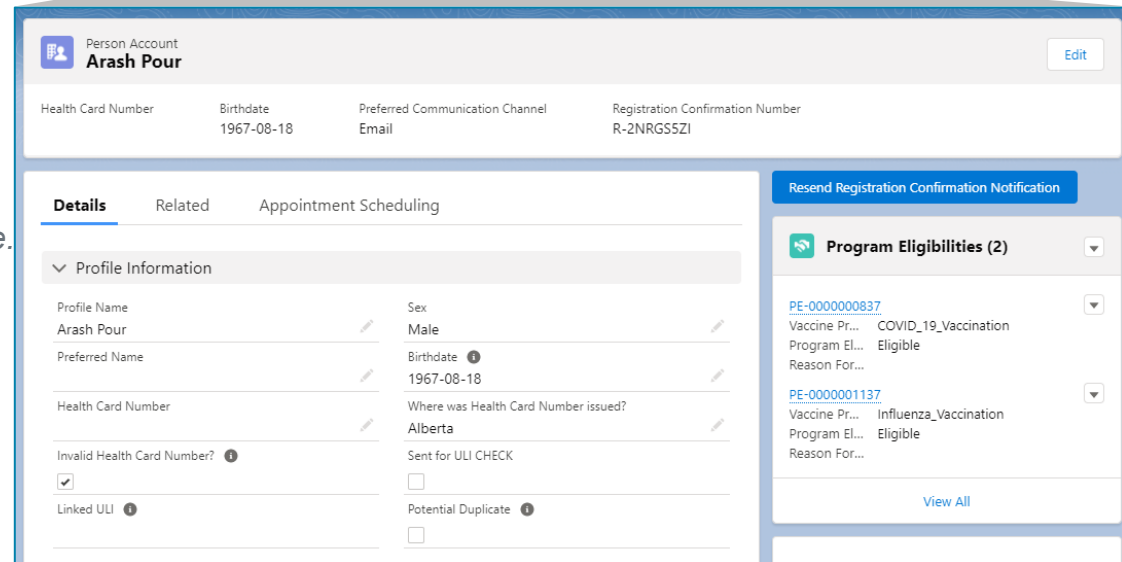 Person Account
Arash Pour
Edit
Health Card Number Birthdate Preferred Communication Channel Registration Confirmation Number
1967-08-18 Email R-2NRGS5ZI
Resend Registration Confirmation Notification
Details Related Appointment Scheduling
e.
Program Eligibilities (2)
Profile Information
Profile Name Sex
Arash Pour Male
Preferred Name Birthdate
1967-08-18
Health Card Number Where was Health Card Number issued?
Alberta
Invalid Health Card Number? Sent for ULI CHECK
Linked ULI Potential Duplicate
PE-0000000837
Vaccine Pr... COVID_19_Vaccination
Program El... Eligible
Reason For...
PE-0000001137
Vaccine Pr... Influenza_Vaccination
Program El... Eligible
Reason For...
View All